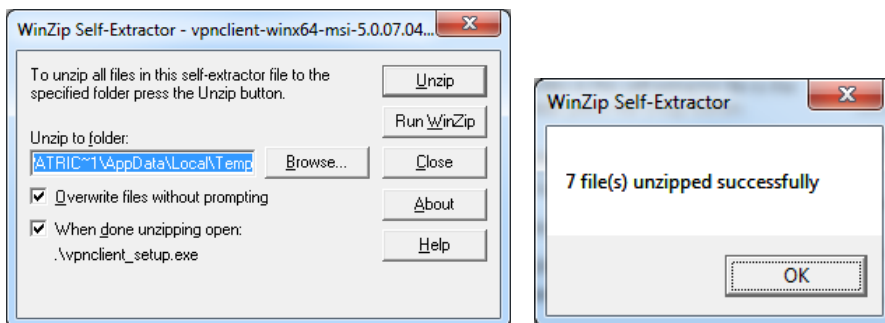 WinZip Self-Extractor - vpnclient-winx64-msi-5.0.07.04...
To unzip all files in this self-extractor file to the
specified folder press the Unzip button.
Unzip to folder:
ATRIC~1\AppData\Local\Temp
Browse...
Overwrite files without prompting
When done unzipping open:
.\vpnclient_setup.exe
Unzip
Run WinZip
Close
About
Help
WinZip Self-Extractor
7 file(s) unzipped successfully
OK